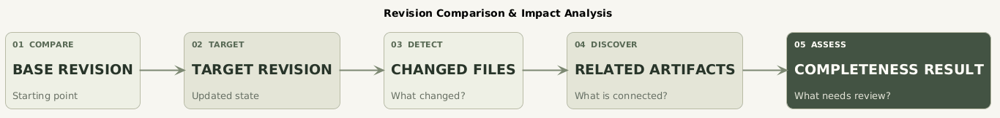 Revision Comparison & Impact Analysis
01 COMPARE
BASE REVISION
Starting point
02 TARGET
TARGET REVISION
Updated state
03 DETECT
CHANGED FILES
What changed?
04 DISCOVER
RELATED ARTIFACTS
What is connected?
05 ASSESS
COMPLETENESS RESULT
What needs review?